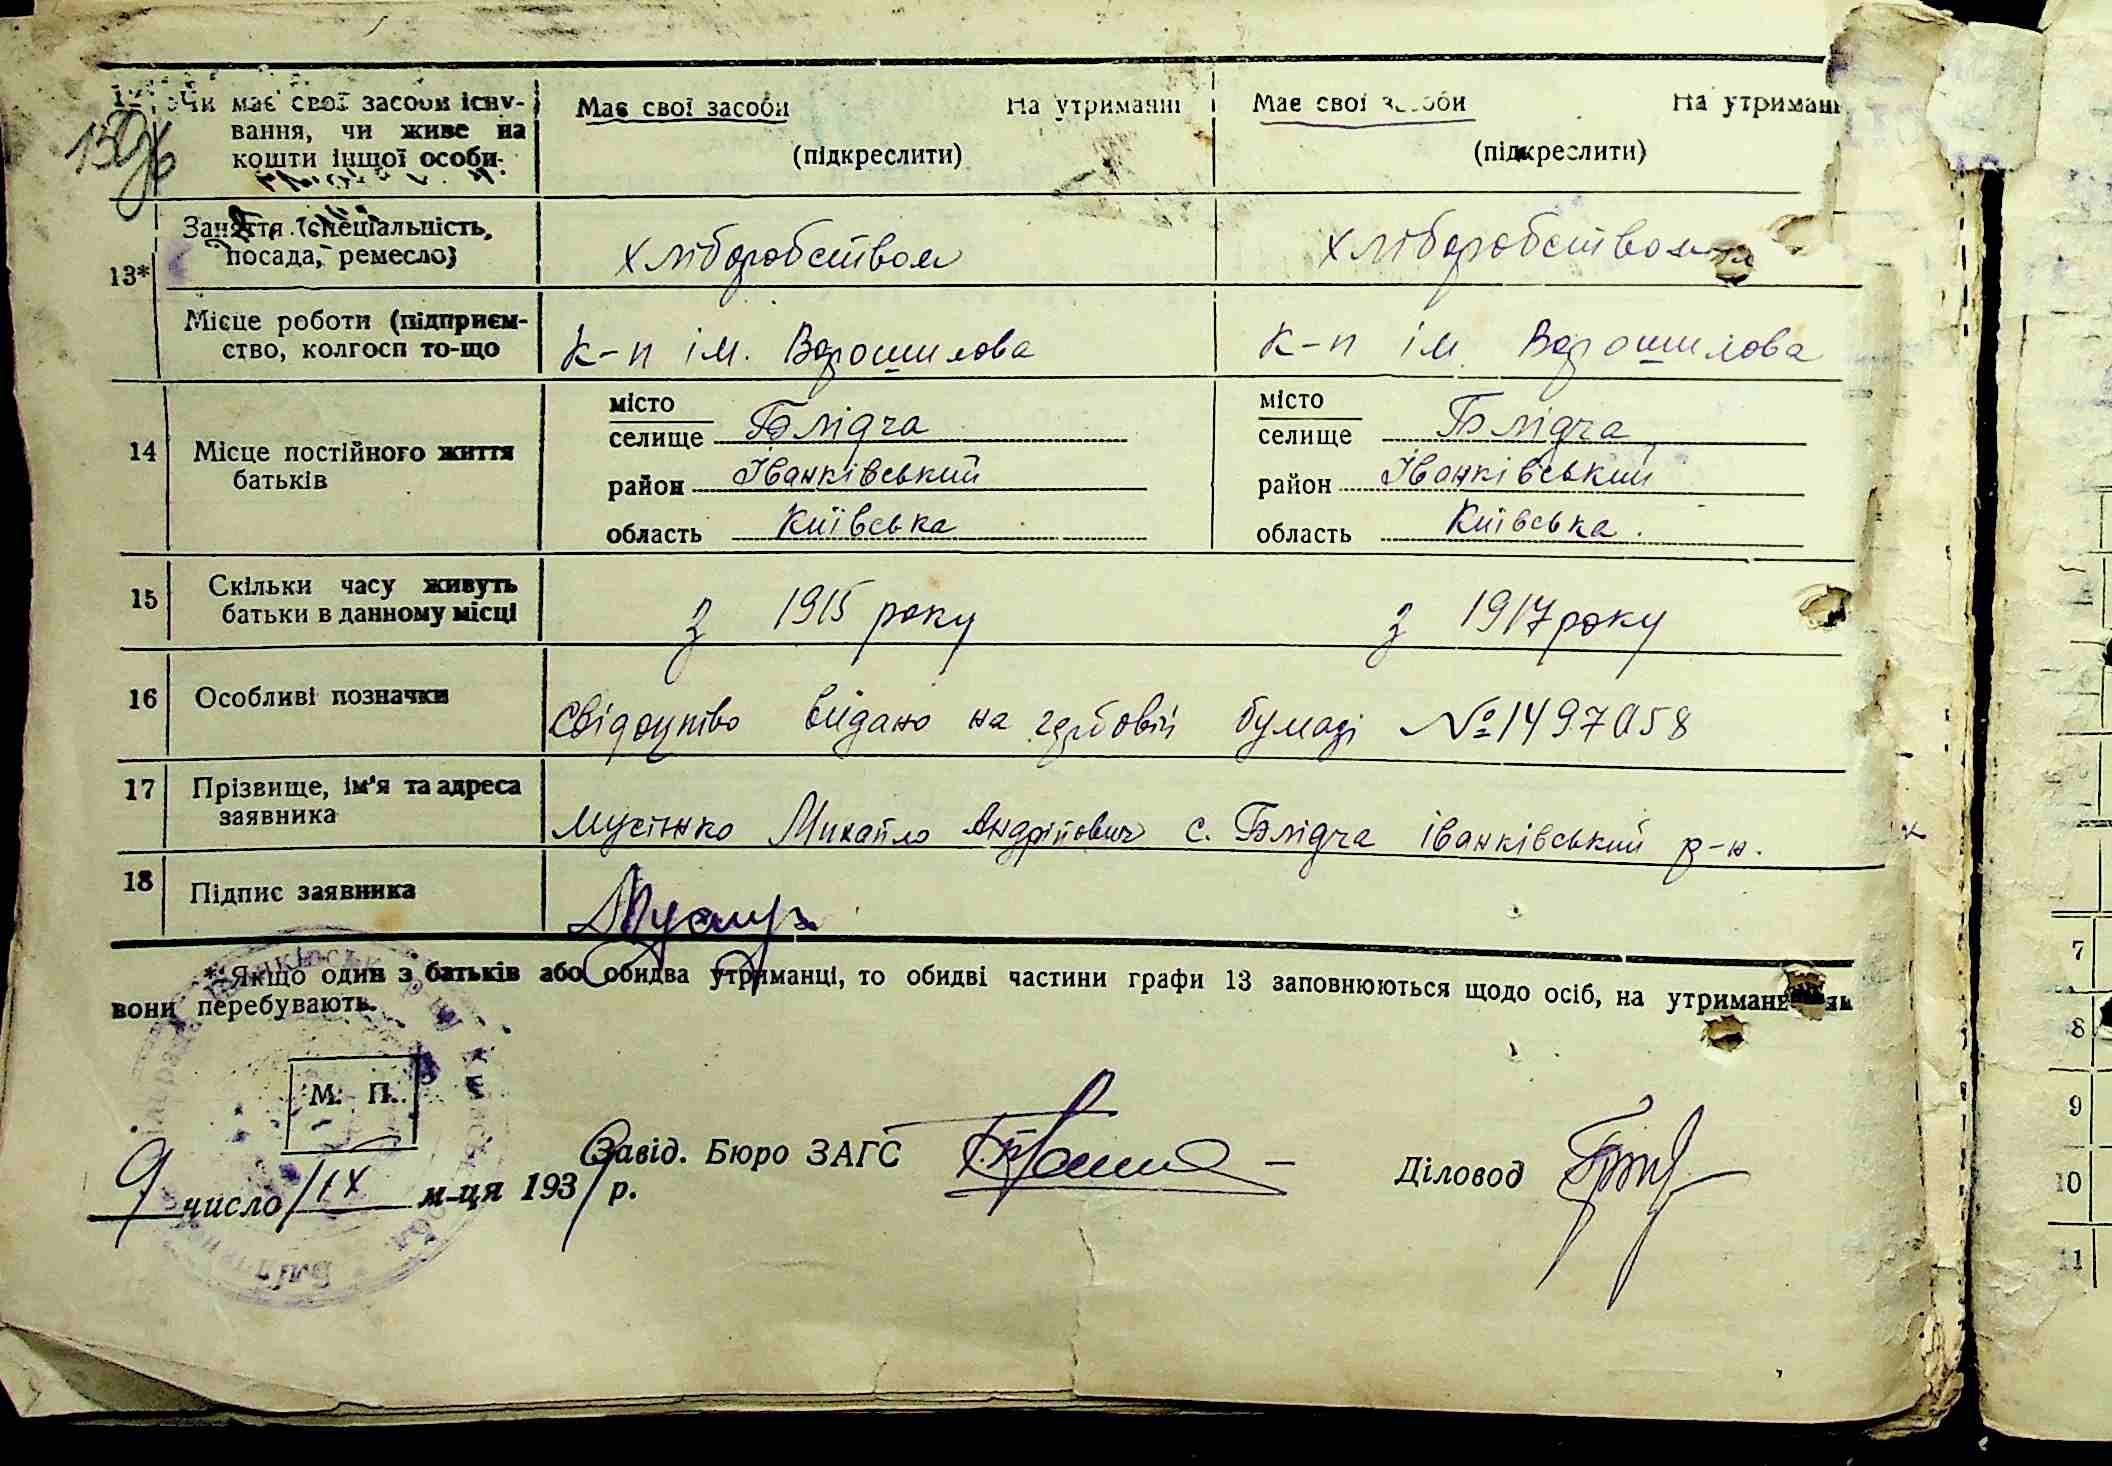 Чи має свої засоби існу- Має свої засоби На утриманні Має свої засоби На утриманні
вання, чи живе на
кошти іншої особи (підкреслити) (підкреслити)
13* Заняття (спеціальність, посада, ремесло) хліборобством хліборобством
Місце роботи (підприєм-
ство, колгосп то-що к-п ім. Ворошилова к-п ім Ворошилова
14 Місце постійного життя
батьків
місто
селище Блідча
район Іванківський
область Київська
місто
селище Блідча
район Іванківський
область Київська.
15 Скільки часу живуть
батьки в данному місці з 1915 року з 1917 року
16 Особливі позначки свідоцтво видано на гербовій бумазі № 1497058
17 Прізвище, ім'я та адреса
заявника Мусієнко Михайло Андрійович с. Блідча іванківський р-н.
18 Підпис заявника
* Якщо один з батьків або обидва утриманці, то обидві частини графи 13 заповнюються щодо осіб, на утриманні як
вони перебувають.
М. П.
9 число IX м-ця 1939 р. Завід. Бюро ЗАГС Діловод
7
8
9
10
11